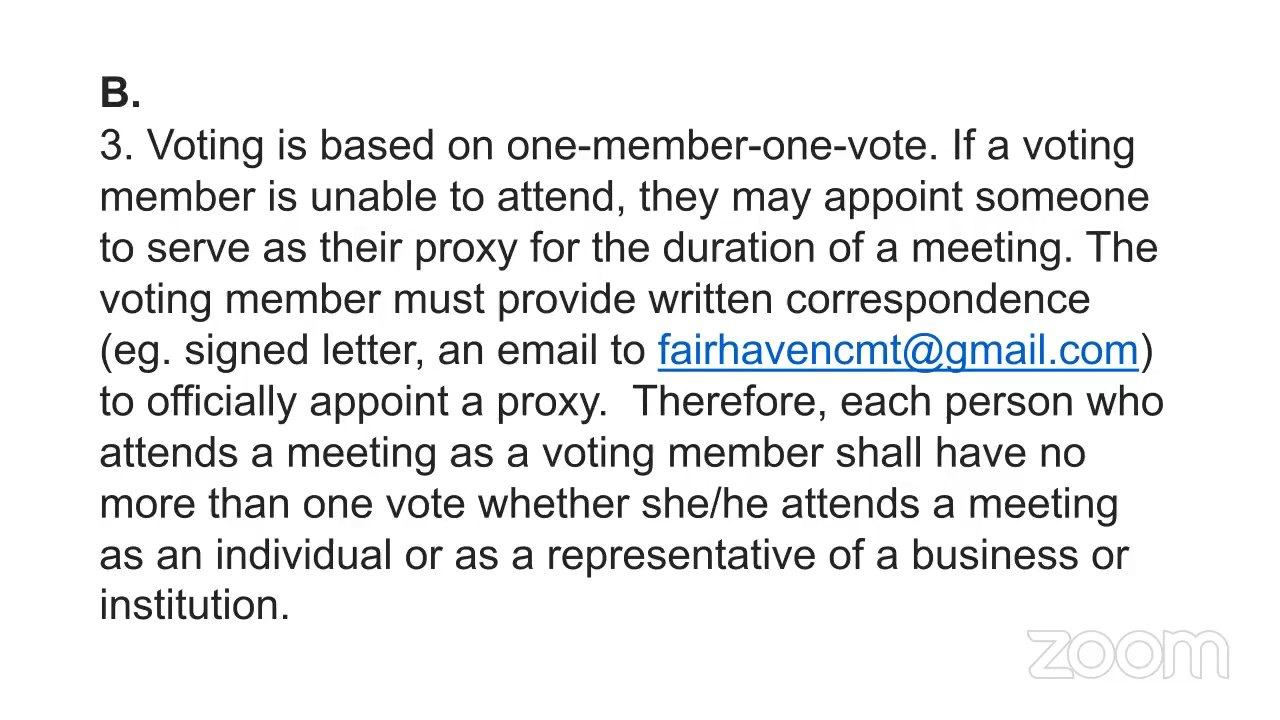 B.
3. Voting is based on one-member-one-vote. If a voting
member is unable to attend, they may appoint someone
to serve as their proxy for the duration of a meeting. The
voting member must provide written correspondence
(eg. signed letter, an email to fairhavencmt@gmail.com)
to officially appoint a proxy.  Therefore, each person who
attends a meeting as a voting member shall have no
more than one vote whether she/he attends a meeting
as an individual or as a representative of a business or
institution.
zoom